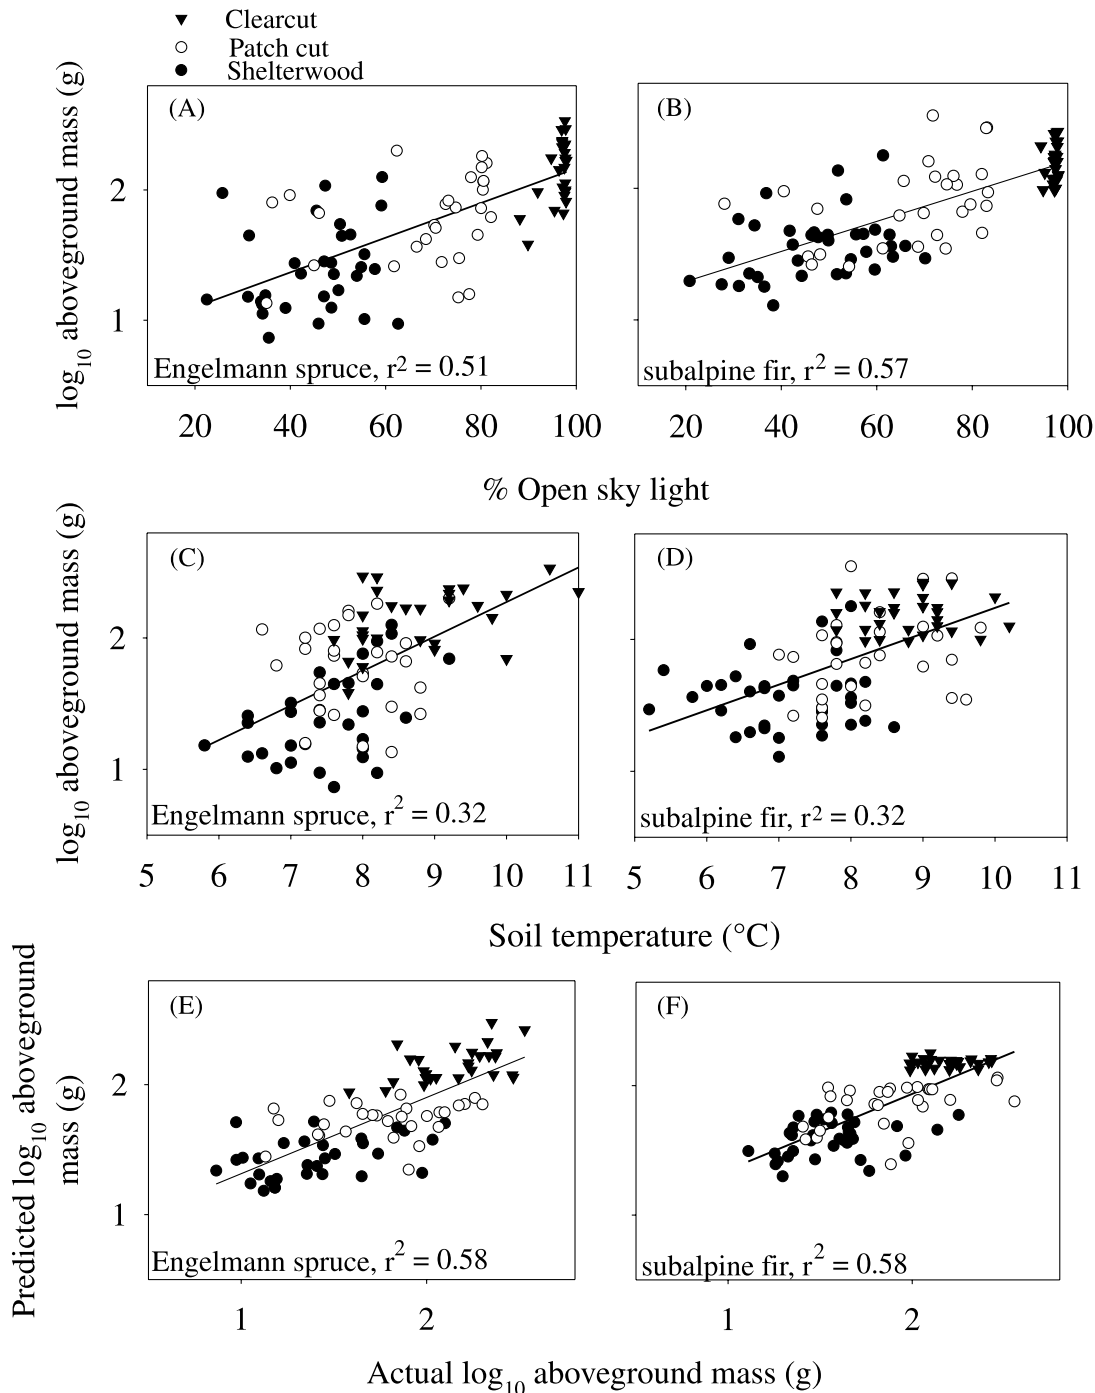 Clearcut
Patch cut
Shelterwood
log10 aboveground mass (g)
(A)
(B)
2
1
Engelmann spruce, r2 = 0.51
subalpine fir, r2 = 0.57
20 40 60 80 100
20 40 60 80 100
% Open sky light
log10 aboveground mass (g)
(C)
(D)
2
1
Engelmann spruce, r2 = 0.32
subalpine fir, r2 = 0.32
5 6 7 8 9 10 11
5 6 7 8 9 10 11
Soil temperature (°C)
Predicted log10 aboveground
mass (g)
(E)
(F)
2
1
Engelmann spruce, r2 = 0.58
subalpine fir, r2 = 0.58
1 2
1 2
Actual log10 aboveground mass (g)